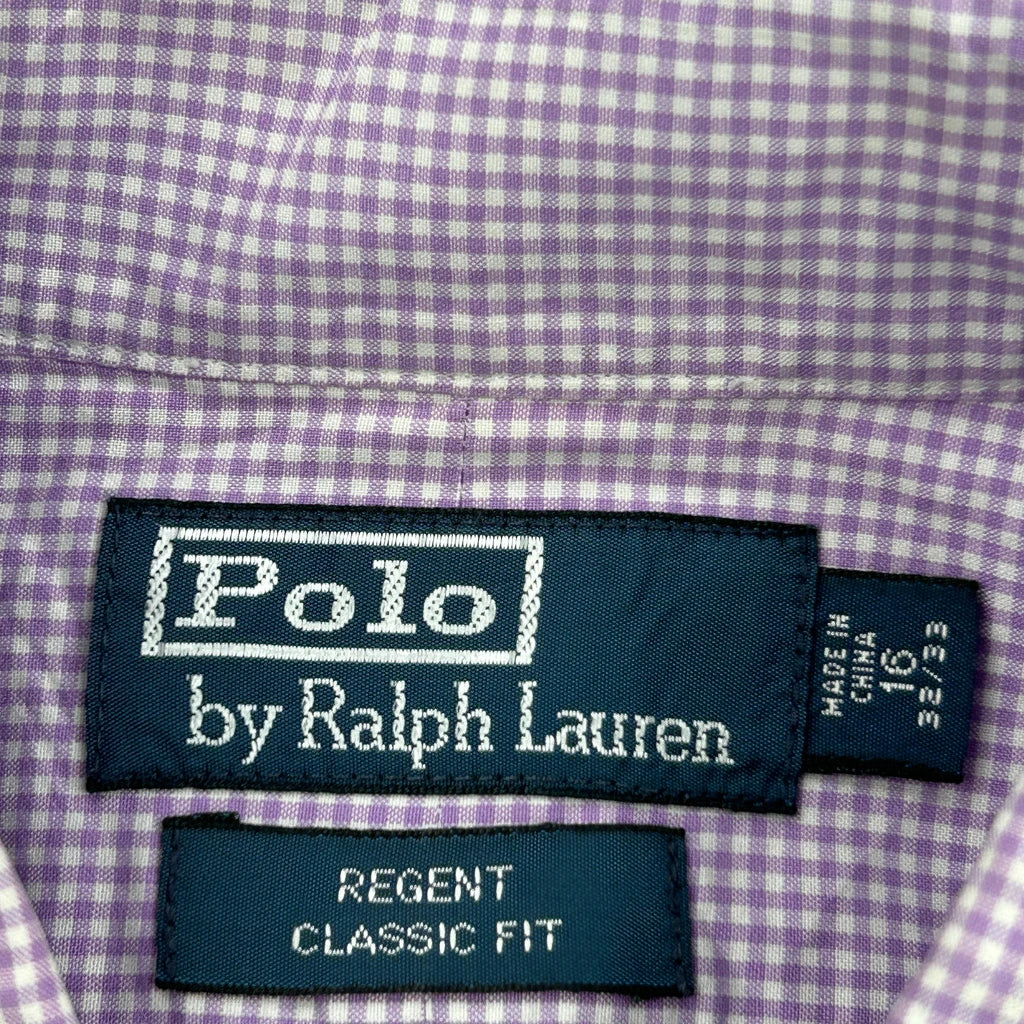 Polo
by Ralph Lauren
MADE IN
CHINA
16
32/33
REGENT
CLASSIC FIT